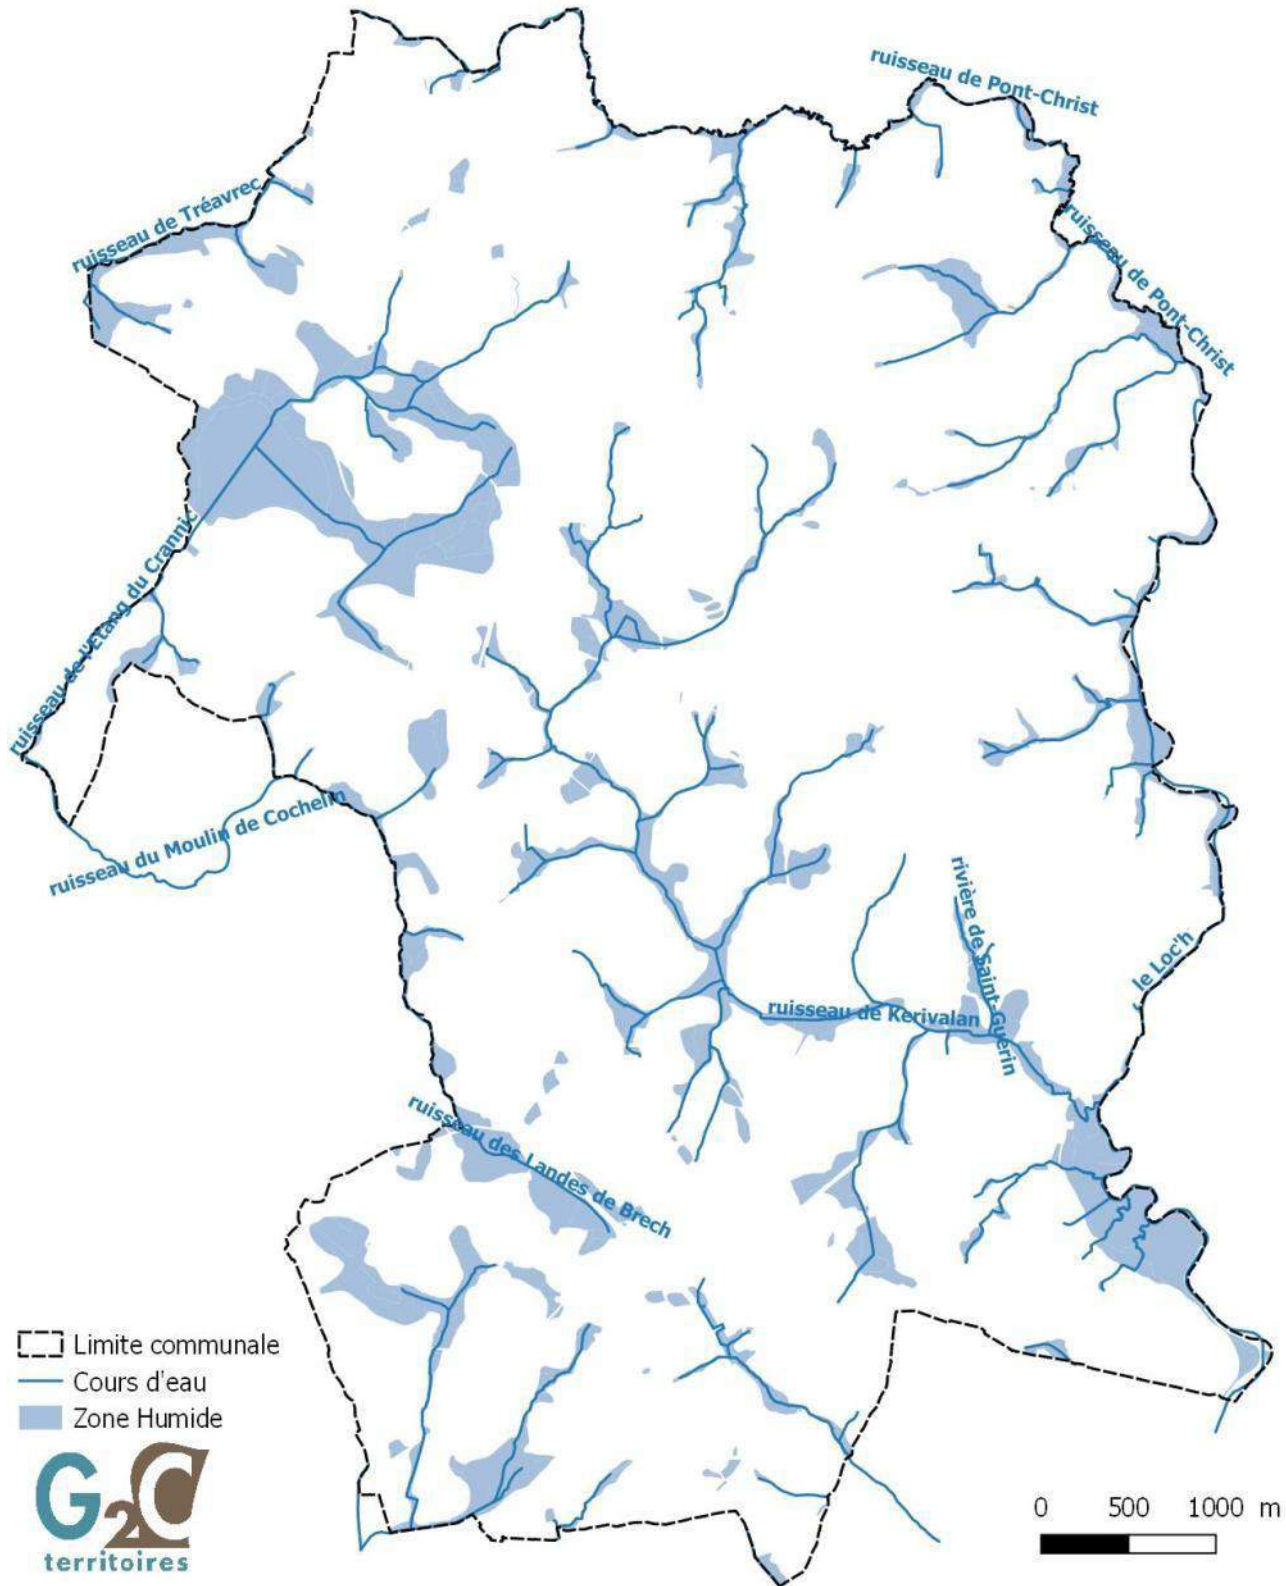 ruisseau de Pont-Christ
ruisseau de Tréavrec
ruisseau de Pont-Christ
ruisseau de l'Etang du Crannic
ruisseau du Moulin de Cochelin
rivière de Saint-Guérin
le Loc'h
ruisseau de Kerivalan
ruisseau des Landes de Brech
Limite communale
Cours d'eau
Zone Humide
G2C
territoires
0 500 1000 m